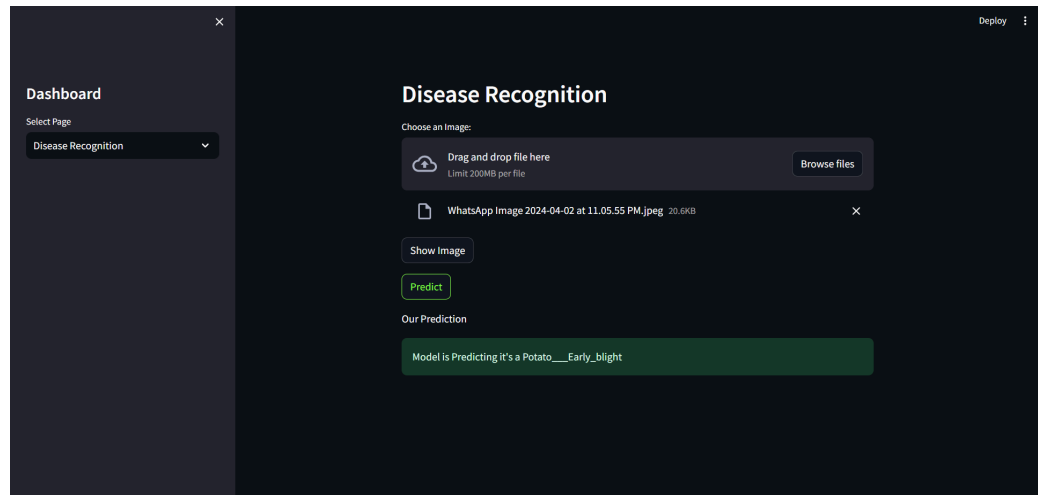 Deploy
Dashboard
Select Page
Disease Recognition
Disease Recognition
Choose an Image:
Drag and drop file here
Limit 200MB per file
Browse files
WhatsApp Image 2024-04-02 at 11.05.55 PM.jpeg 20.6KB
Show Image
Predict
Our Prediction
Model is Predicting it's a Potato___Early_blight